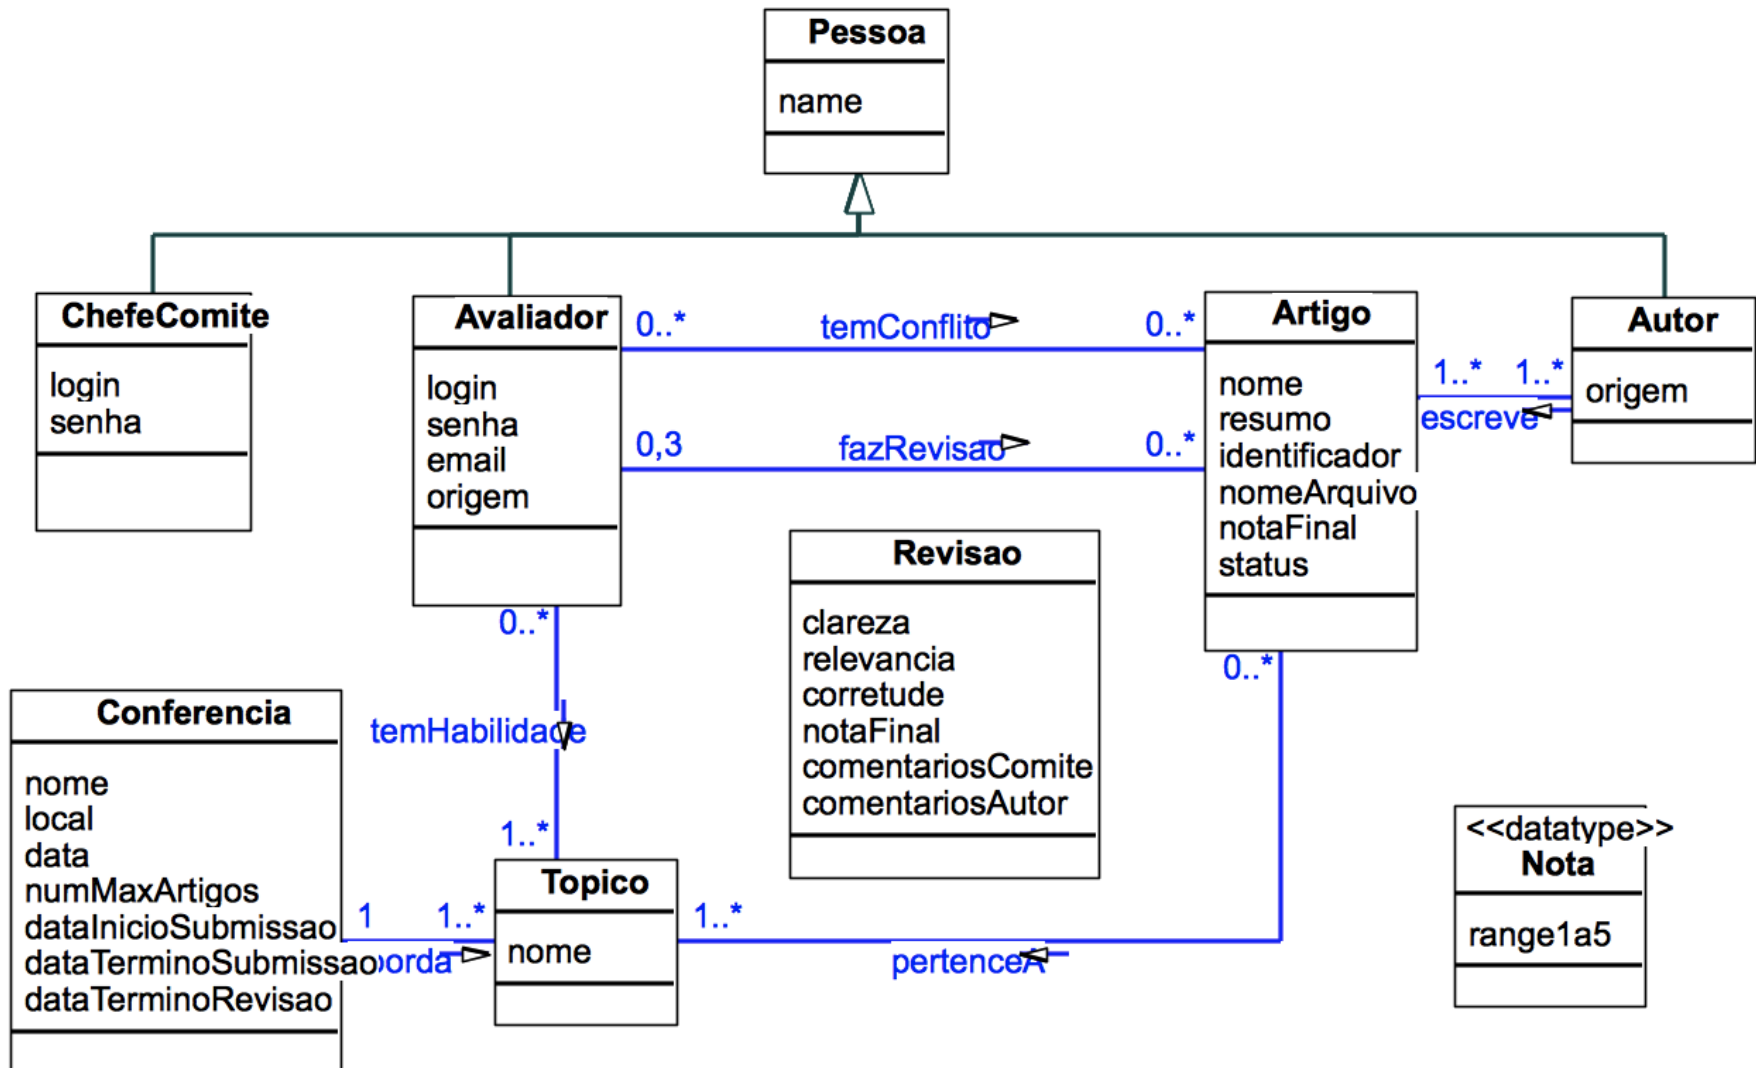 Pessoa
name
ChefeComite
login
senha
Avaliador
login
senha
email
origem
0..*
temConflito
0..*
0,3
fazRevisao
0..*
Artigo
nome
resumo
identificador
nomeArquivo
notaFinal
status
1..*
1..*
escreve
Autor
origem
Revisao
clareza
relevancia
corretude
notaFinal
comentariosComite
comentariosAutor
0..*
temHabilidade
1..*
0..*
Conferencia
nome
local
data
numMaxArtigos
dataInicioSubmissao
dataTerminoSubmissao
dataTerminoRevisao
1
1..*
borda
Topico
nome
1..*
pertenceA
<<datatype>>
Nota
range1a5